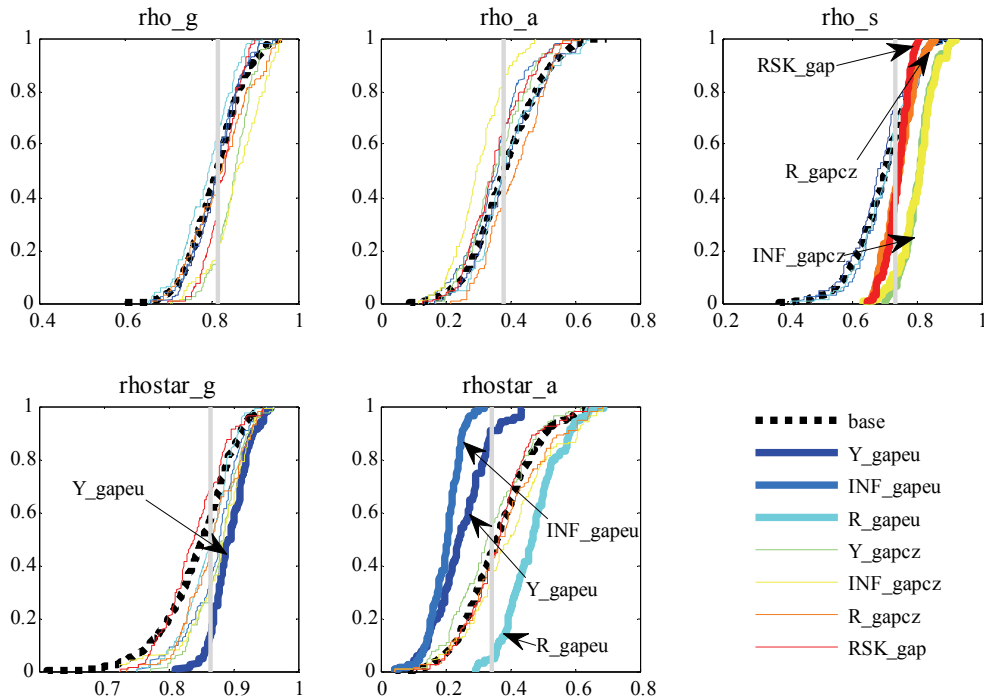 rho_g
rho_a
rho_s
1
0.8
0.6
0.4
0.2
0
0.4
0.6
0.8
1
1
0.8
0.6
0.4
0.2
0
0
0.2
0.4
0.6
0.8
1
0.8
0.6
0.4
0.2
0
0.2
0.4
0.6
0.8
1
RSK_gap
R_gapcz
INF_gapcz
rhostar_g
rhostar_a
1
0.8
0.6
0.4
0.2
0
0.7
0.8
0.9
1
Y_gapeu
1
0.8
0.6
0.4
0.2
0
0
0.2
0.4
0.6
0.8
INF_gapeu
Y_gapeu
R_gapeu
base
Y_gapeu
INF_gapeu
R_gapeu
Y_gapcz
INF_gapcz
R_gapcz
RSK_gap